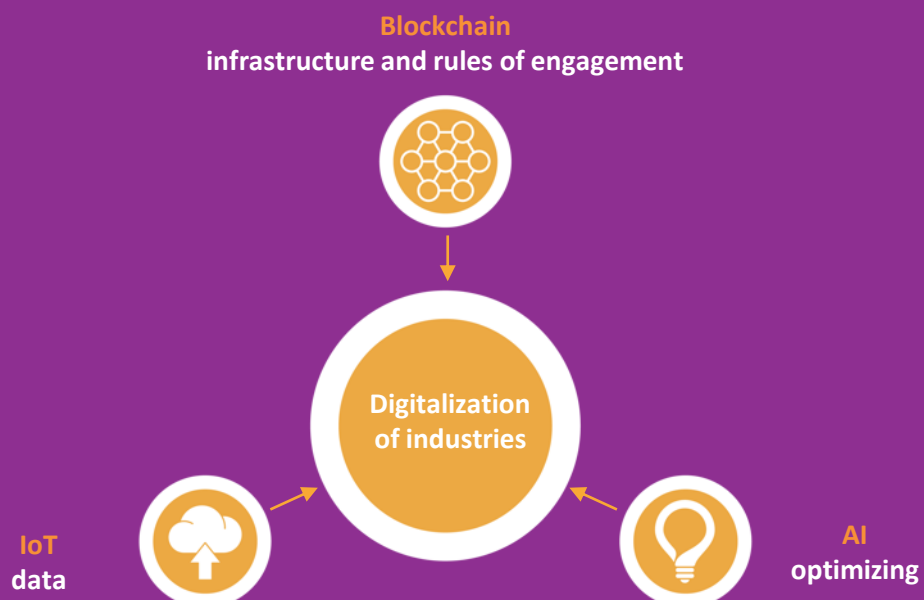 Blockchain
infrastructure and rules of engagement
Digitalization
of industries
IoT
data
AI
optimizing